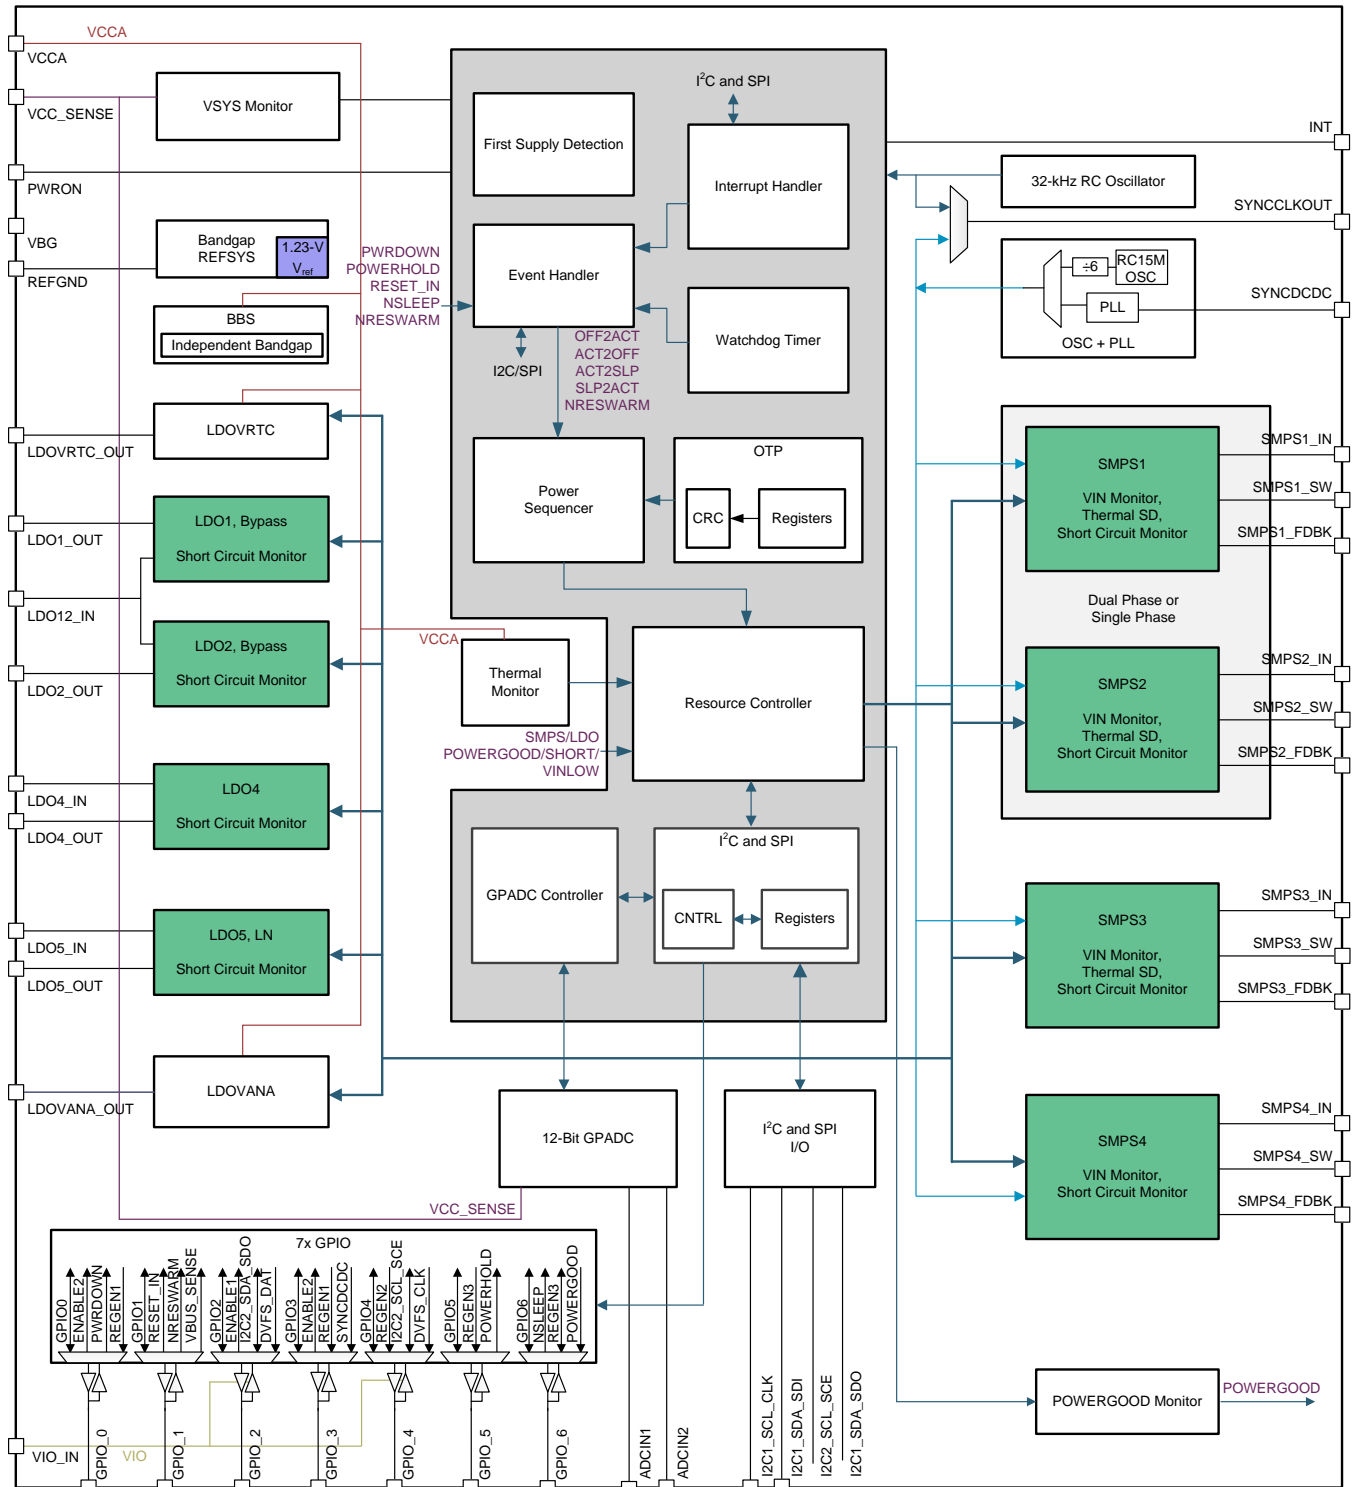 VCCA
VCCA
VCC_SENSE
VSYS Monitor
PWRON
VBG
REFGND
Bandgap
REFSYS
1.23-V
Vref
BBS
Independent Bandgap
LDOVRTC
LDOVRTC_OUT
LDO1, Bypass
Short Circuit Monitor
LDO1_OUT
LDO12_IN
LDO2, Bypass
Short Circuit Monitor
LDO2_OUT
LDO4
Short Circuit Monitor
LDO4_IN
LDO4_OUT
LDO5, LN
Short Circuit Monitor
LDO5_IN
LDO5_OUT
LDOVANA
LDOVANA_OUT
I2C and SPI
First Supply Detection
Interrupt Handler
PWRDOWN
POWERHOLD
RESET_IN
NSLEEP
NRESWARM
Event Handler
I2C/SPI
OFF2ACT
ACT2OFF
ACT2SLP
SLP2ACT
NRESWARM
Watchdog Timer
Power
Sequencer
OTP
CRC
Registers
VCCA
Thermal
Monitor
SMPS/LDO
POWERGOOD/SHORT/
VINLOW
Resource Controller
GPADC Controller
I2C and SPI
CNTRL
Registers
12-Bit GPADC
I2C and SPI
I/O
VCC_SENSE
INT
32-kHz RC Oscillator
SYNCCLKOUT
÷6
RC15M
OSC
PLL
OSC + PLL
SYNCDCDC
SMPS1
VIN Monitor,
Thermal SD,
Short Circuit Monitor
SMPS1_IN
SMPS1_SW
SMPS1_FDBK
Dual Phase or
Single Phase
SMPS2
VIN Monitor,
Thermal SD,
Short Circuit Monitor
SMPS2_IN
SMPS2_SW
SMPS2_FDBK
SMPS3
VIN Monitor,
Thermal SD,
Short Circuit Monitor
SMPS3_IN
SMPS3_SW
SMPS3_FDBK
SMPS4
VIN Monitor,
Short Circuit Monitor
SMPS4_IN
SMPS4_SW
SMPS4_FDBK
7x GPIO
GPIO0
ENABLE2
PWRDOWN
REGEN1
GPIO1
RESET_IN
NRESWARM
VBUS_SENSE
GPIO2
ENABLE1
I2C2_SDA_SDO
DVFS_DAT
GPIO3
ENABLE2
REGEN1
SYNCDCDC
GPIO4
REGEN2
I2C2_SCL_SCE
DVFS_CLK
GPIO5
REGEN3
POWERHOLD
GPIO6
NSLEEP
REGEN3
POWERGOOD
VIO_IN
VIO
GPIO_0
GPIO_1
GPIO_2
GPIO_3
GPIO_4
GPIO_5
GPIO_6
ADCIN1
ADCIN2
I2C1_SCL_CLK
I2C1_SDA_SDI
I2C2_SCL_SCE
I2C1_SDA_SDO
POWERGOOD Monitor
POWERGOOD